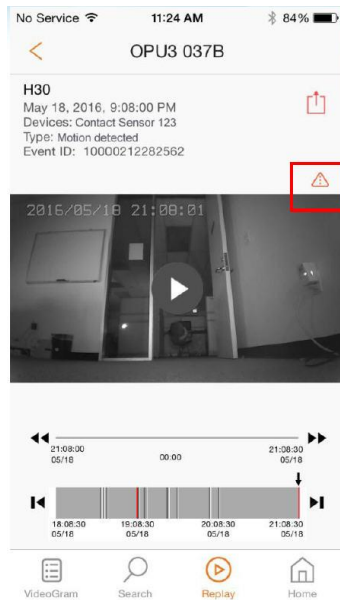 No Service 11:24 AM 84%
OPU3 037B
H30
May 18, 2016, 9:08:00 PM
Devices: Contact Sensor 123
Type: Motion detected
Event ID: 10000212282562
2016/05/18 21:08:01
21:08:00 00:00 21:08:30
05/18 05/18
18:08:30 19:08:30 20:08:30 21:08:30
05/18 05/18 05/18 05/18
VideoGram Search Replay Home